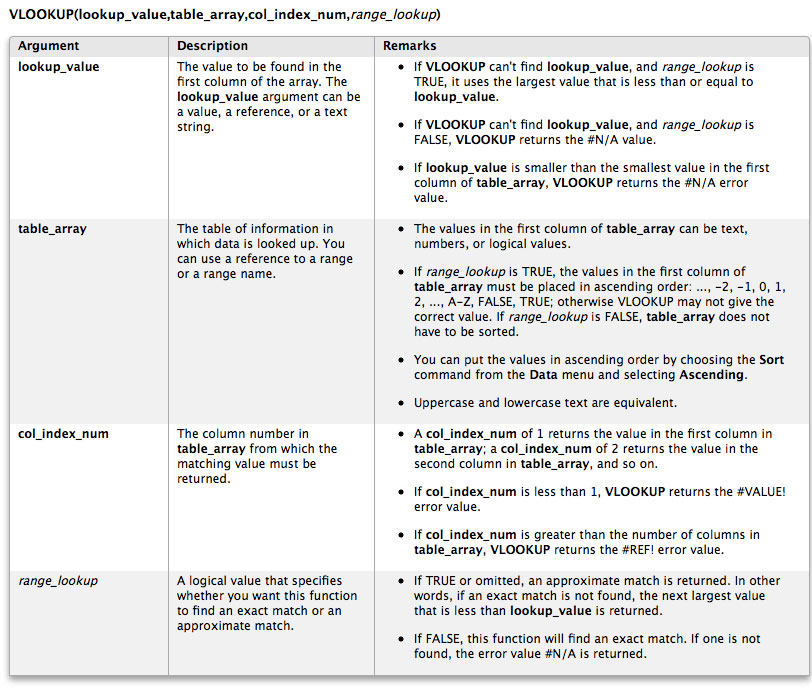 VLOOKUP(lookup_value,table_array,col_index_num,range_lookup)
Argument
Description
Remarks
lookup_value
The value to be found in the
first column of the array. The
lookup_value argument can be
a value, a reference, or a text
string.
• If VLOOKUP can't find lookup_value, and range_lookup is
TRUE, it uses the largest value that is less than or equal to
lookup_value.
• If VLOOKUP can't find lookup_value, and range_lookup is
FALSE, VLOOKUP returns the #N/A value.
• If lookup_value is smaller than the smallest value in the first
column of table_array, VLOOKUP returns the #N/A error
value.
table_array
The table of information in
which data is looked up. You
can use a reference to a range
or a range name.
• The values in the first column of table_array can be text,
numbers, or logical values.
• If range_lookup is TRUE, the values in the first column of
table_array must be placed in ascending order: ..., -2, -1, 0, 1,
2, ..., A-Z, FALSE, TRUE; otherwise VLOOKUP may not give the
correct value. If range_lookup is FALSE, table_array does not
have to be sorted.
• You can put the values in ascending order by choosing the Sort
command from the Data menu and selecting Ascending.
• Uppercase and lowercase text are equivalent.
col_index_num
The column number in
table_array from which the
matching value must be
returned.
• A col_index_num of 1 returns the value in the first column in
table_array; a col_index_num of 2 returns the value in the
second column in table_array, and so on.
• If col_index_num is less than 1, VLOOKUP returns the #VALUE!
error value.
• If col_index_num is greater than the number of columns in
table_array, VLOOKUP returns the #REF! error value.
range_lookup
A logical value that specifies
whether you want this function
to find an exact match or an
approximate match.
• If TRUE or omitted, an approximate match is returned. In other
words, if an exact match is not found, the next largest value
that is less than lookup_value is returned.
• If FALSE, this function will find an exact match. If one is not
found, the error value #N/A is returned.